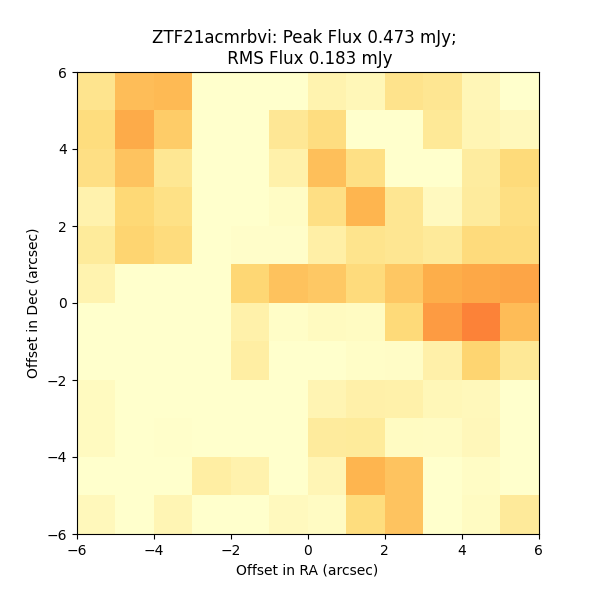 ZTF21acmrbvi: Peak Flux 0.473 mJy;
RMS Flux 0.183 mJy
6
4
2
0
−2
−4
−6
Offset in Dec (arcsec)
−6 −4 −2 0 2 4 6
Offset in RA (arcsec)